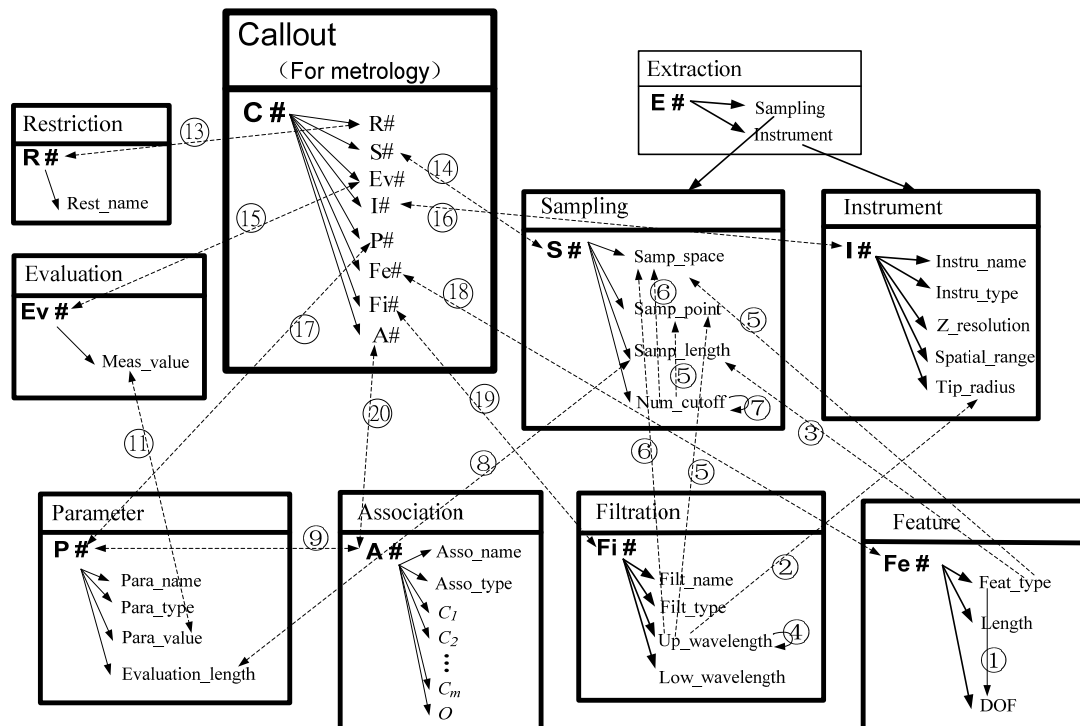 Callout
（For metrology）
C #
R#
S#
Ev#
I#
P#
Fe#
Fi#
A#
Extraction
E #
Sampling
Instrument
Restriction
R #
Rest_name
⑬
⑭
⑮
⑯
Evaluation
Ev #
Meas_value
⑰
⑱
Sampling
S #
Samp_space
⑥
Samp_point
Samp_length
⑤
Num_cutoff
⑦
Instrument
I #
Instru_name
Instru_type
Z_resolution
Spatial_range
Tip_radius
⑤
⑪
⑳
⑲
⑧
⑥
⑤
③
Parameter
P #
Para_name
Para_type
Para_value
Evaluation_length
⑨
Association
A #
Asso_name
Asso_type
C1
C2
⋮
Cm
O
Filtration
Fi #
Filt_name
Filt_type
Up_wavelength
④
Low_wavelength
②
Feature
Fe #
Feat_type
Length
①
DOF